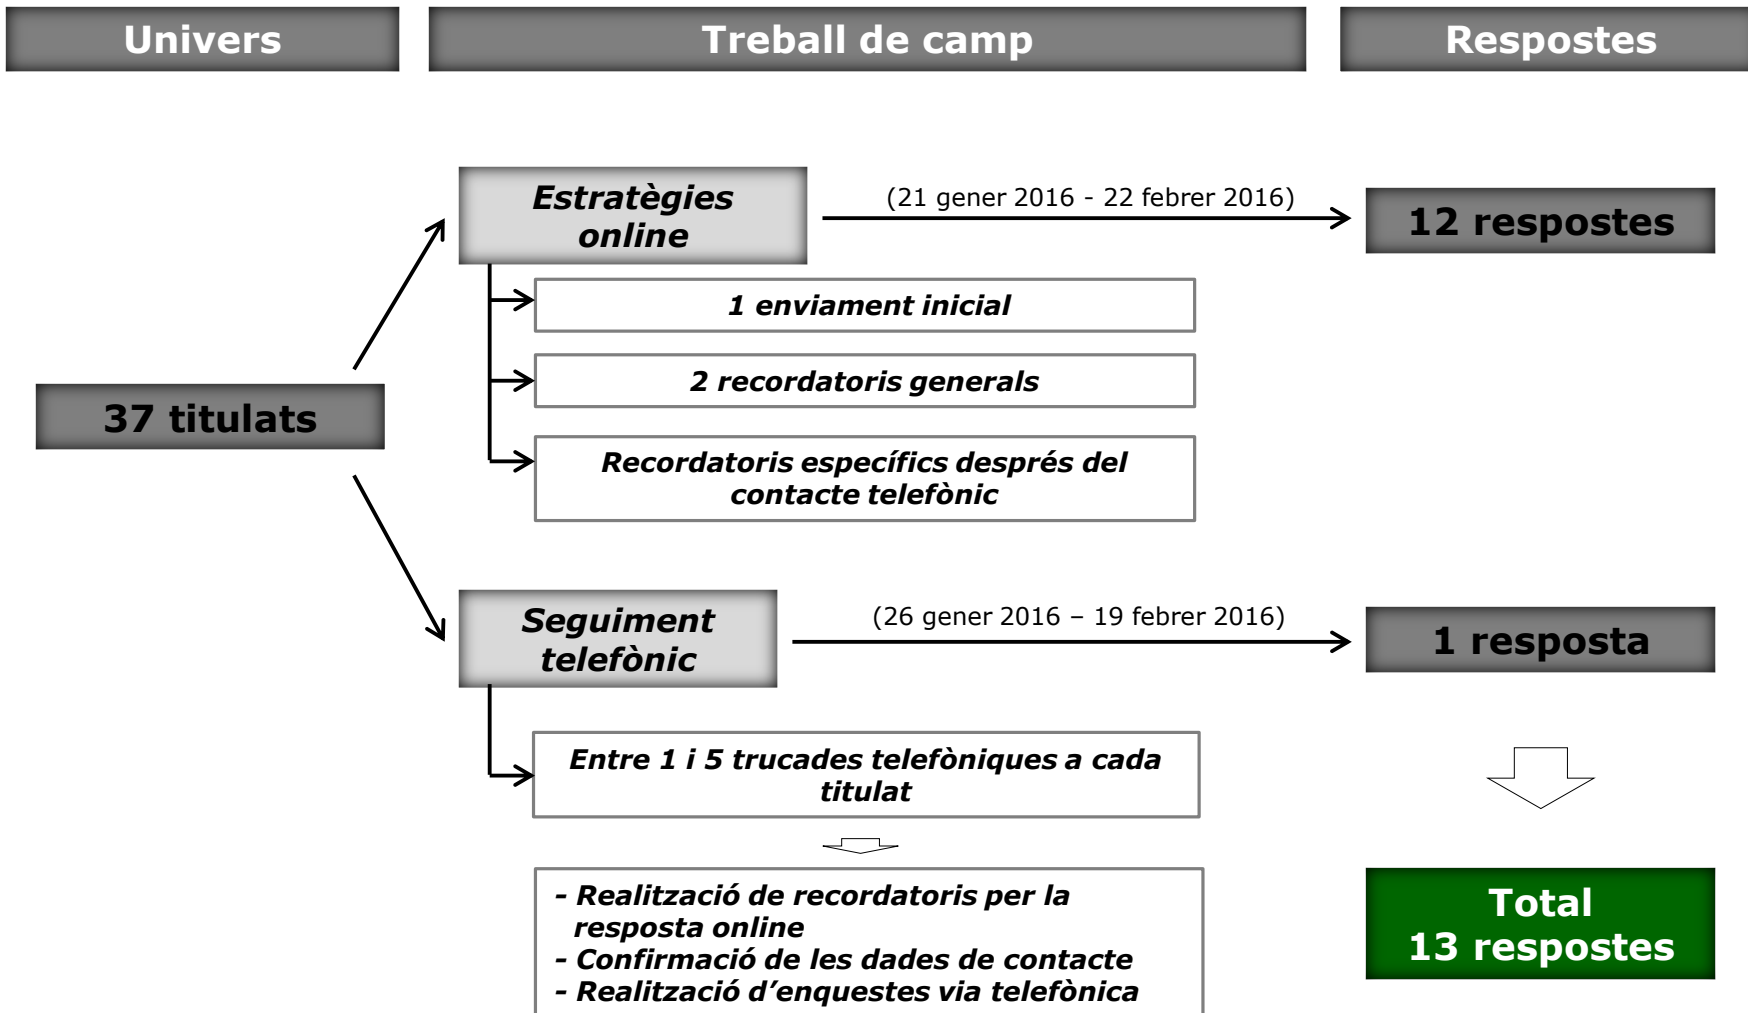 Univers
Treball de camp
Respostes
Estratègies
online
(21 gener 2016 - 22 febrer 2016)
12 respostes
1 enviament inicial
2 recordatoris generals
37 titulats
Recordatoris específics després del
contacte telefònic
Seguiment
telefònic
(26 gener 2016 – 19 febrer 2016)
1 resposta
Entre 1 i 5 trucades telefòniques a cada
titulat
- Realització de recordatoris per la
resposta online
- Confirmació de les dades de contacte
- Realització d’enquestes via telefònica
Total
13 respostes